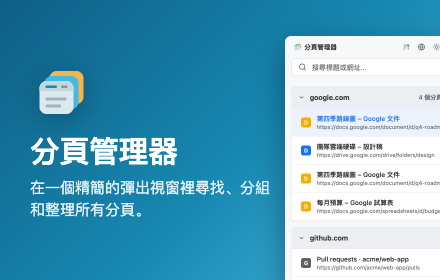 分頁管理器
在一個精簡的彈出視窗裡尋找、分組
和整理所有分頁。
分頁管理器
搜尋標題或網址...
google.com
4 個分頁
D
第四季路線圖 – Google 文件
https://docs.google.com/document/d/q4-roadm
D
團隊雲端硬碟 – 設計稿
https://drive.google.com/drive/folders/design
D
第四季路線圖 – Google 文件
https://docs.google.com/document/d/q4-roadm
D
每月預算 – Google 試算表
https://docs.google.com/spreadsheets/d/budge
github.com
G
Pull requests · acme/web-app
https://github.com/acme/web-app/pulls